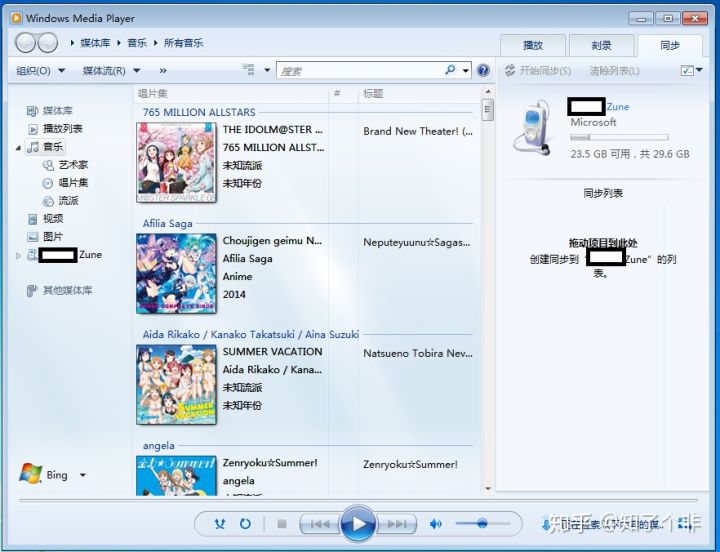 Windows Media Player
媒体库 音乐 所有音乐
播放 刻录 同步
组织(O) 媒体流(R) » 搜索
开始同步(S) 清除列表(L)
唱片集 # 标题
媒体库
播放列表
音乐
艺术家
唱片集
流派
视频
图片
Zune
其他媒体库
Bing
765 MILLION ALLSTARS
THE IDOLM@STER ...
765 MILLION ALLST...
未知流派
未知年份
Brand New Theater! (...
Afilia Saga
Choujigen geimu N...
Afilia Saga
Anime
2014
Neputeyuunu☆Sagas...
Aida Rikako / Kanako Takatsuki / Aina Suzuki
SUMMER VACATION
Aida Rikako / Kana...
未知流派
未知年份
Natsueno Tobira Nev...
angela
Zenryoku☆Summer!
angela
Zenryoku☆Summer!
Zune
Microsoft
23.5 GB 可用，共 29.6 GB
同步列表
拖动项目到此处
创建同步到“ Zune”的列
表。
知乎 @知了个非